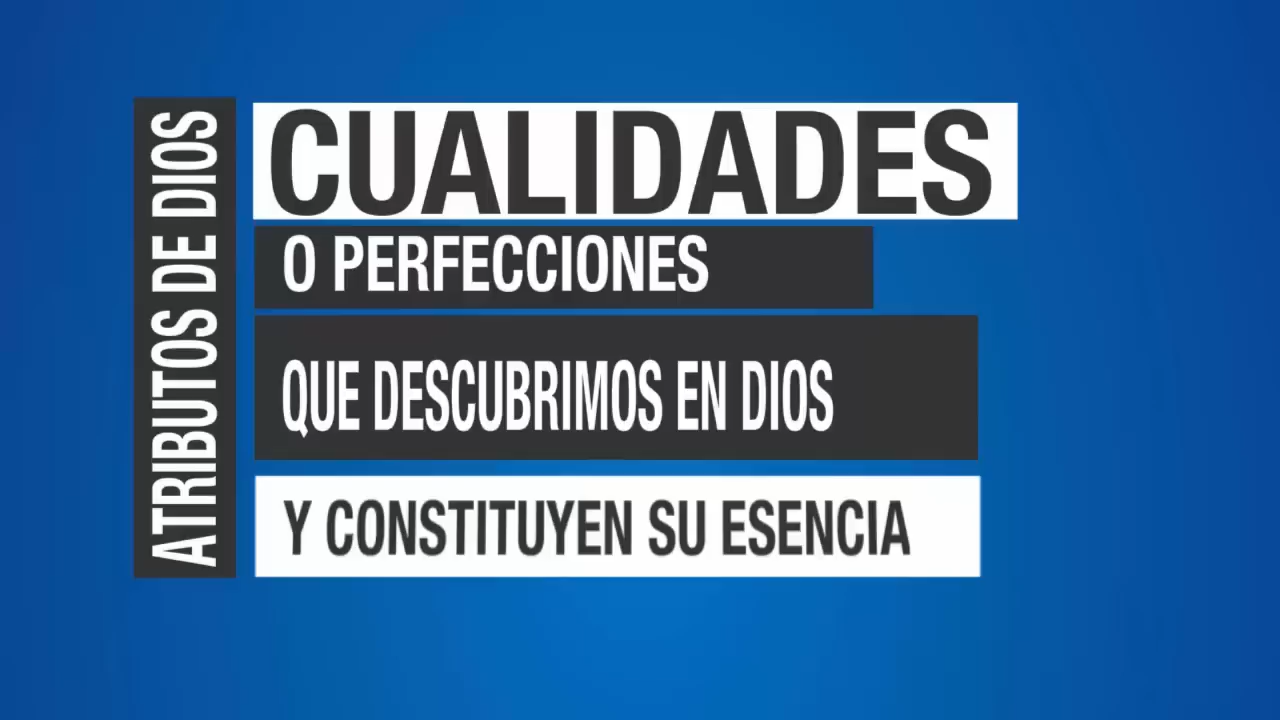 ATRIBUTOS DE DIOS
CUALIDADES
O PERFECCIONES
QUE DESCUBRIMOS EN DIOS
Y CONSTITUYEN SU ESENCIA